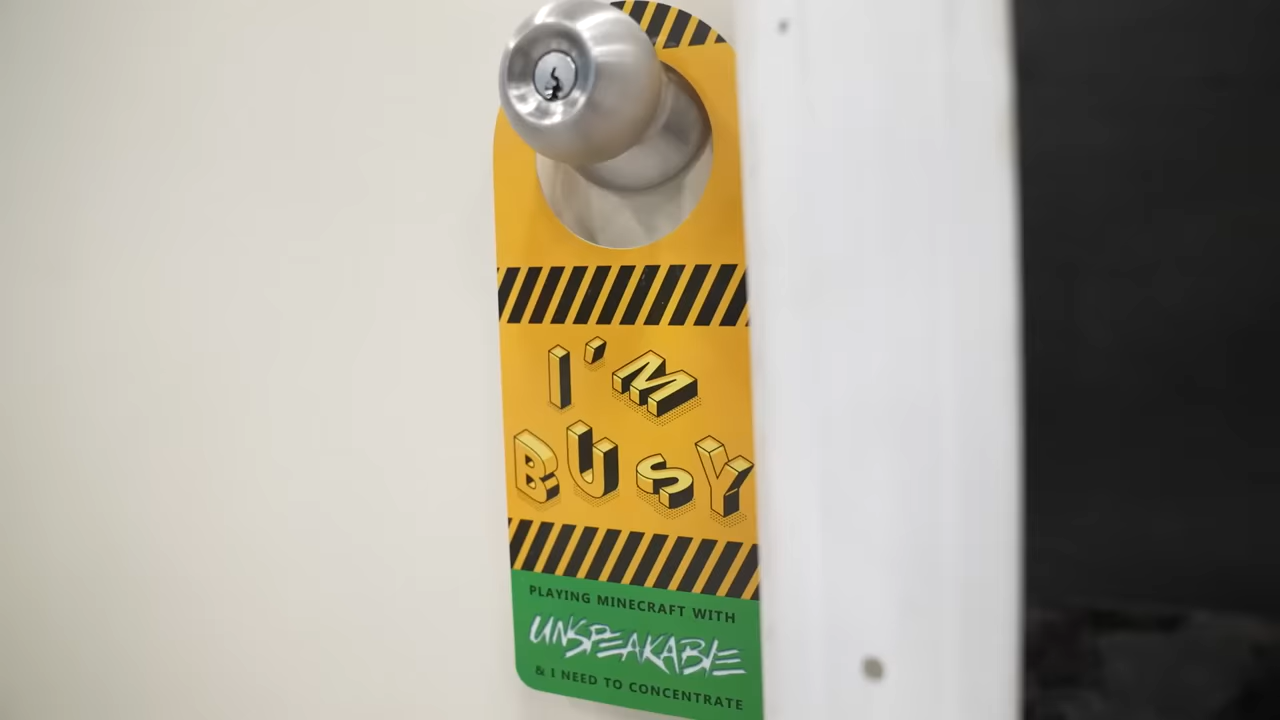 I'M
BUSY
PLAYING MINECRAFT WITH
UNSPEAKABLE
& I NEED TO CONCENTRATE